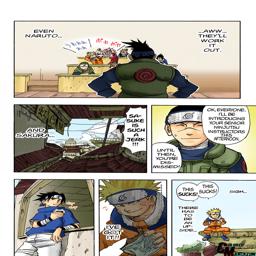 EVEN
NARUTO...
AWW...
THEY'LL
WORK IT
OUT.
AND
SAKURA...
SA-
SUKE
IS SUCH
A
JERK!!!
OK, EVERYONE,
I'LL BE
INTRODUCING
YOUR SENIOR
NINJUTSU
INSTRUCTORS
THIS
AFTERNOON.
UNTIL
THEN,
YOU'RE
DIS-
MISSED!
I'VE
GOT
IT!!
THIS
SUCKS!
THIS
SUCKS!
SIGH...
THERE
HAS TO
BE AN
UP-
SIDE...